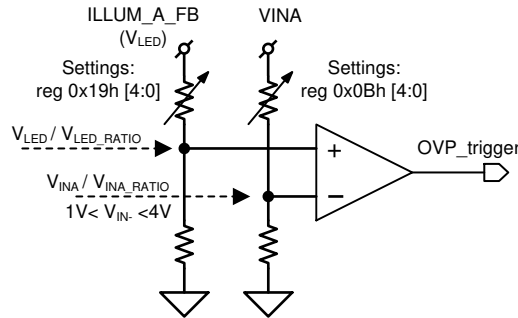 ILLUM_A_FB
(VLED)
VINA
Settings:
reg 0x19h [4:0]
Settings:
reg 0x0Bh [4:0]
VLED / VLED_RATIO
+
OVP_trigger
VINA / VINA_RATIO
1V< VIN- <4V
−